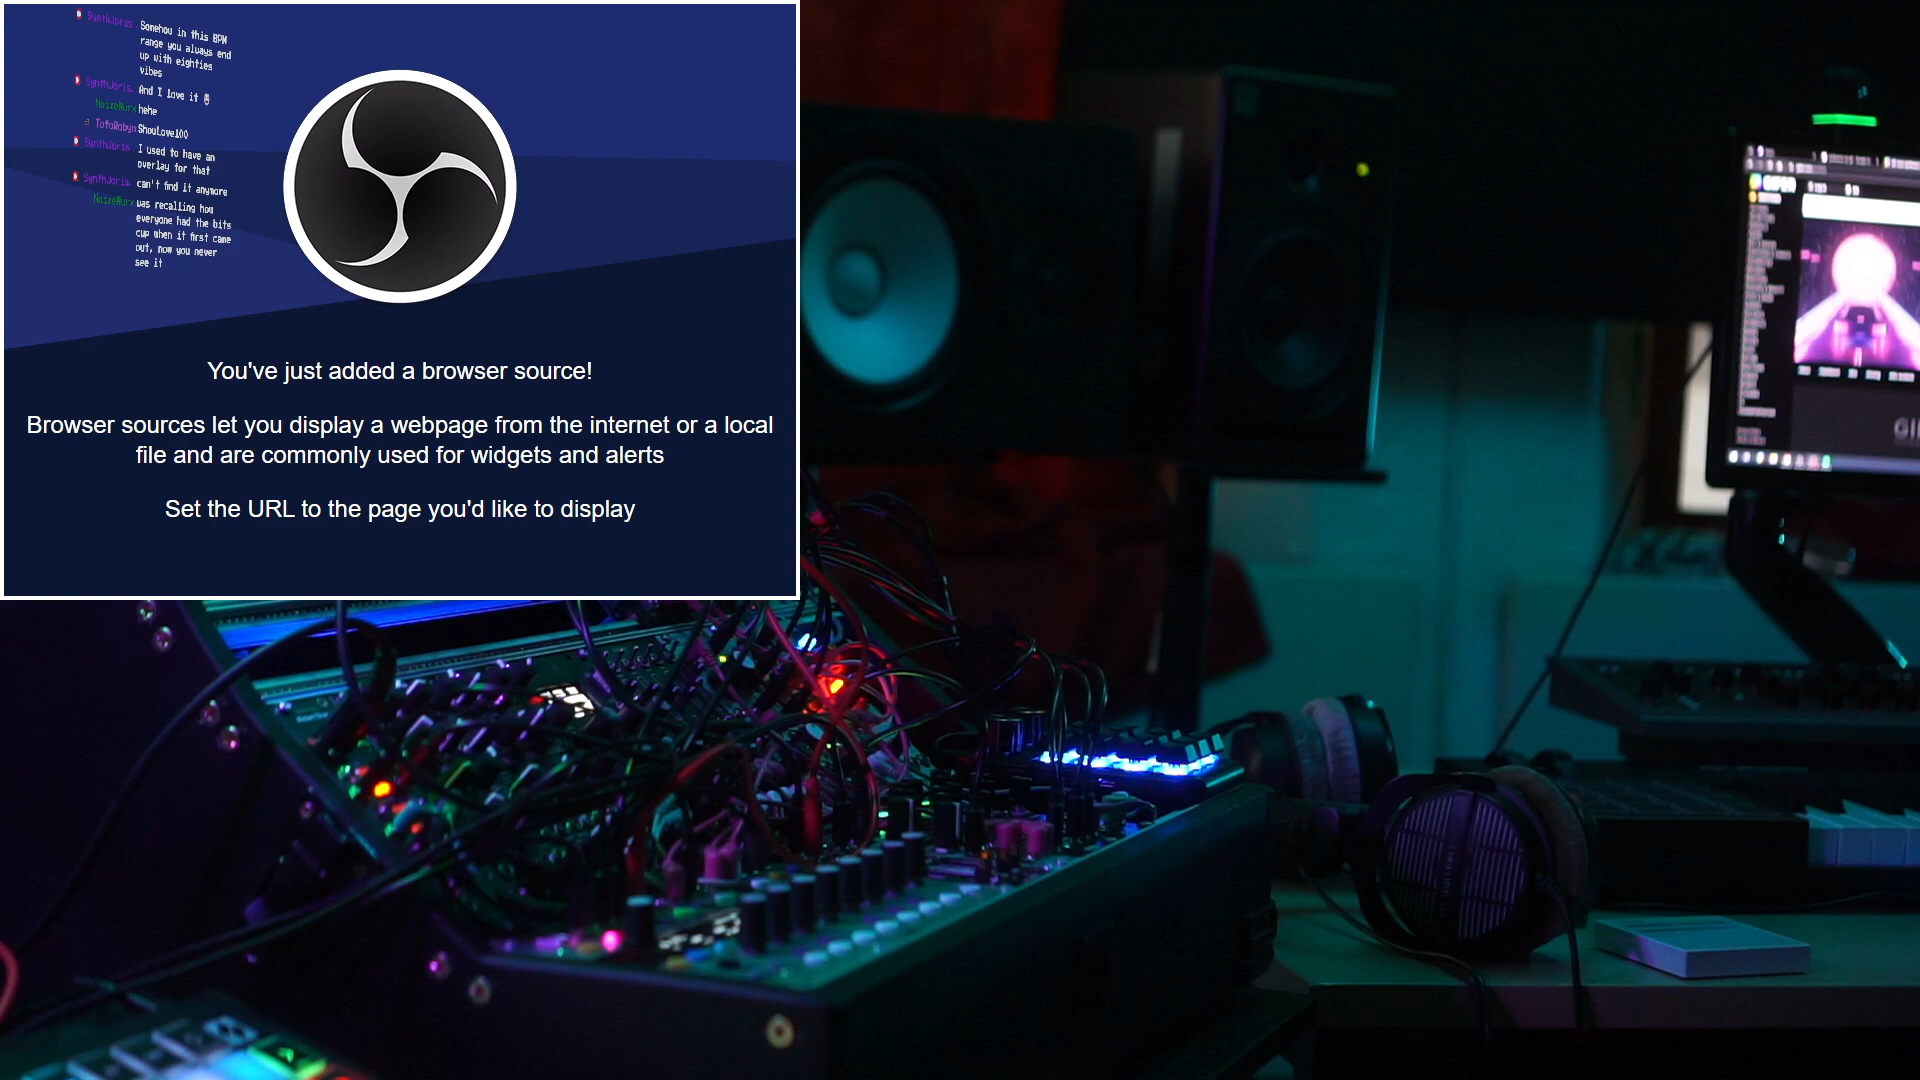 SynthJoris.. Somehow in this BPM
range you always end
up with eighties
vibes
SynthJoris.. And I love it
NoizeWurx hehe
TofaRobyn ShouLove100
SynthJoris.. I used to have an
overlay for that
SynthJoris.. can't find it anymore
NoizeWurx was recalling how
everyone had the bits
cup when it first came
out, now you never
see it
You've just added a browser source!
Browser sources let you display a webpage from the internet or a local
file and are commonly used for widgets and alerts
Set the URL to the page you'd like to display